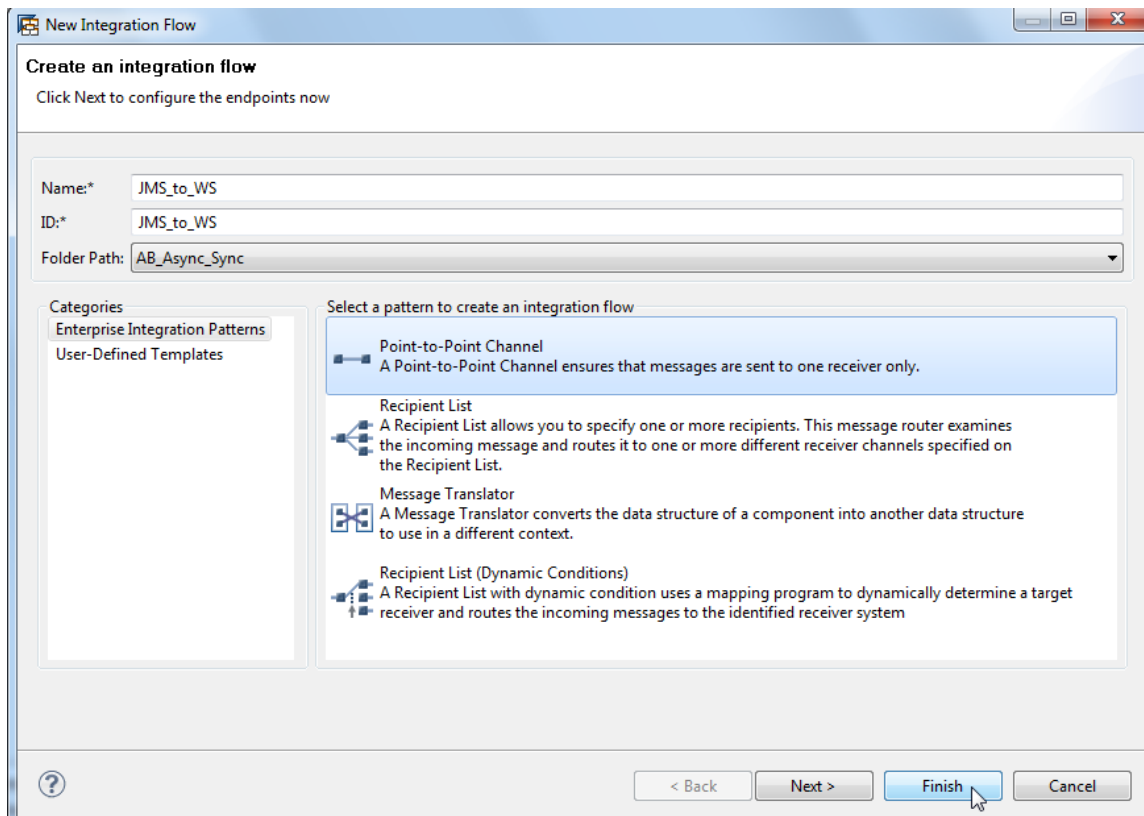 New Integration Flow
Create an integration flow
Click Next to configure the endpoints now
Name:* JMS_to_WS
ID:* JMS_to_WS
Folder Path: AB_Async_Sync
Categories
Enterprise Integration Patterns
User-Defined Templates
Select a pattern to create an integration flow
Point-to-Point Channel
A Point-to-Point Channel ensures that messages are sent to one receiver only.
Recipient List
A Recipient List allows you to specify one or more recipients. This message router examines
the incoming message and routes it to one or more different receiver channels specified on
the Recipient List.
Message Translator
A Message Translator converts the data structure of a component into another data structure
to use in a different context.
Recipient List (Dynamic Conditions)
A Recipient List with dynamic condition uses a mapping program to dynamically determine a target
receiver and routes the incoming messages to the identified receiver system
? < Back Next > Finish Cancel